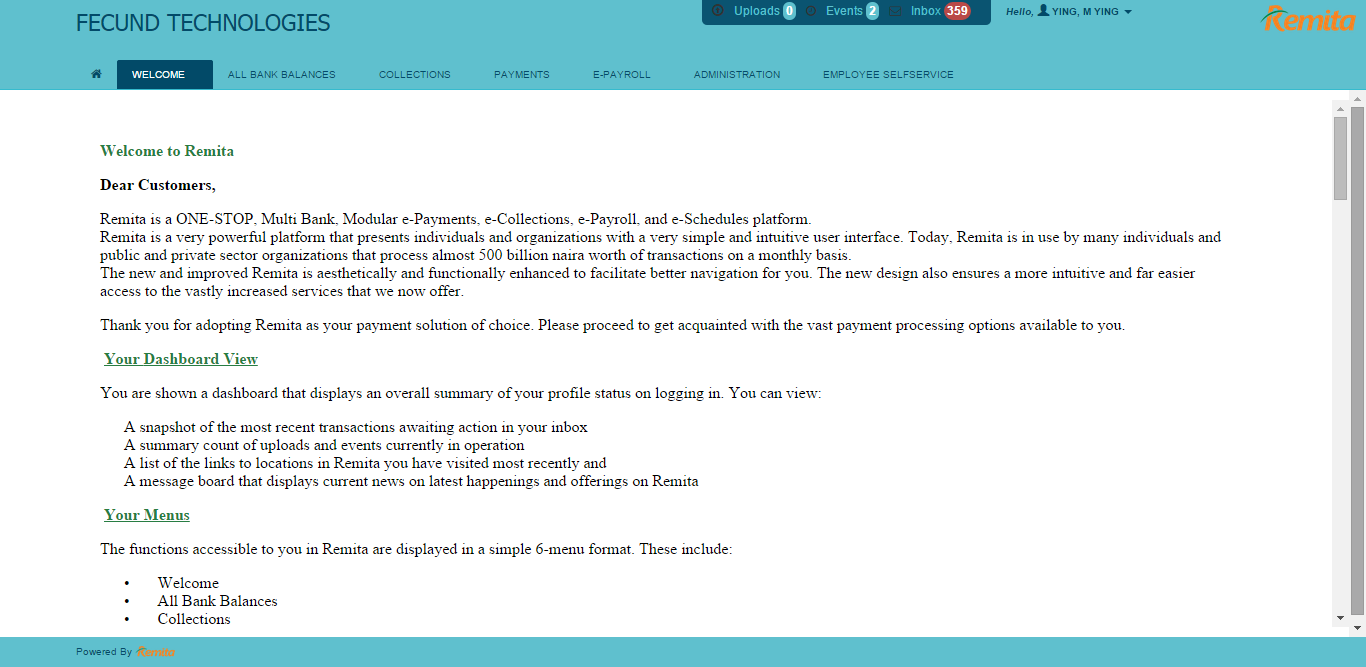 FECUND TECHNOLOGIES
Uploads 0 Events 2 Inbox 359
Hello, YING, M YING
Remita
WELCOME ALL BANK BALANCES COLLECTIONS PAYMENTS E-PAYROLL ADMINISTRATION EMPLOYEE SELFSERVICE
Welcome to Remita
Dear Customers,
Remita is a ONE-STOP, Multi Bank, Modular e-Payments, e-Collections, e-Payroll, and e-Schedules platform.
Remita is a very powerful platform that presents individuals and organizations with a very simple and intuitive user interface. Today, Remita is in use by many individuals and
public and private sector organizations that process almost 500 billion naira worth of transactions on a monthly basis.
The new and improved Remita is aesthetically and functionally enhanced to facilitate better navigation for you. The new design also ensures a more intuitive and far easier
access to the vastly increased services that we now offer.
Thank you for adopting Remita as your payment solution of choice. Please proceed to get acquainted with the vast payment processing options available to you.
Your Dashboard View
You are shown a dashboard that displays an overall summary of your profile status on logging in. You can view:
A snapshot of the most recent transactions awaiting action in your inbox
A summary count of uploads and events currently in operation
A list of the links to locations in Remita you have visited most recently and
A message board that displays current news on latest happenings and offerings on Remita
Your Menus
The functions accessible to you in Remita are displayed in a simple 6-menu format. These include:
• Welcome
• All Bank Balances
• Collections
Powered By Remita